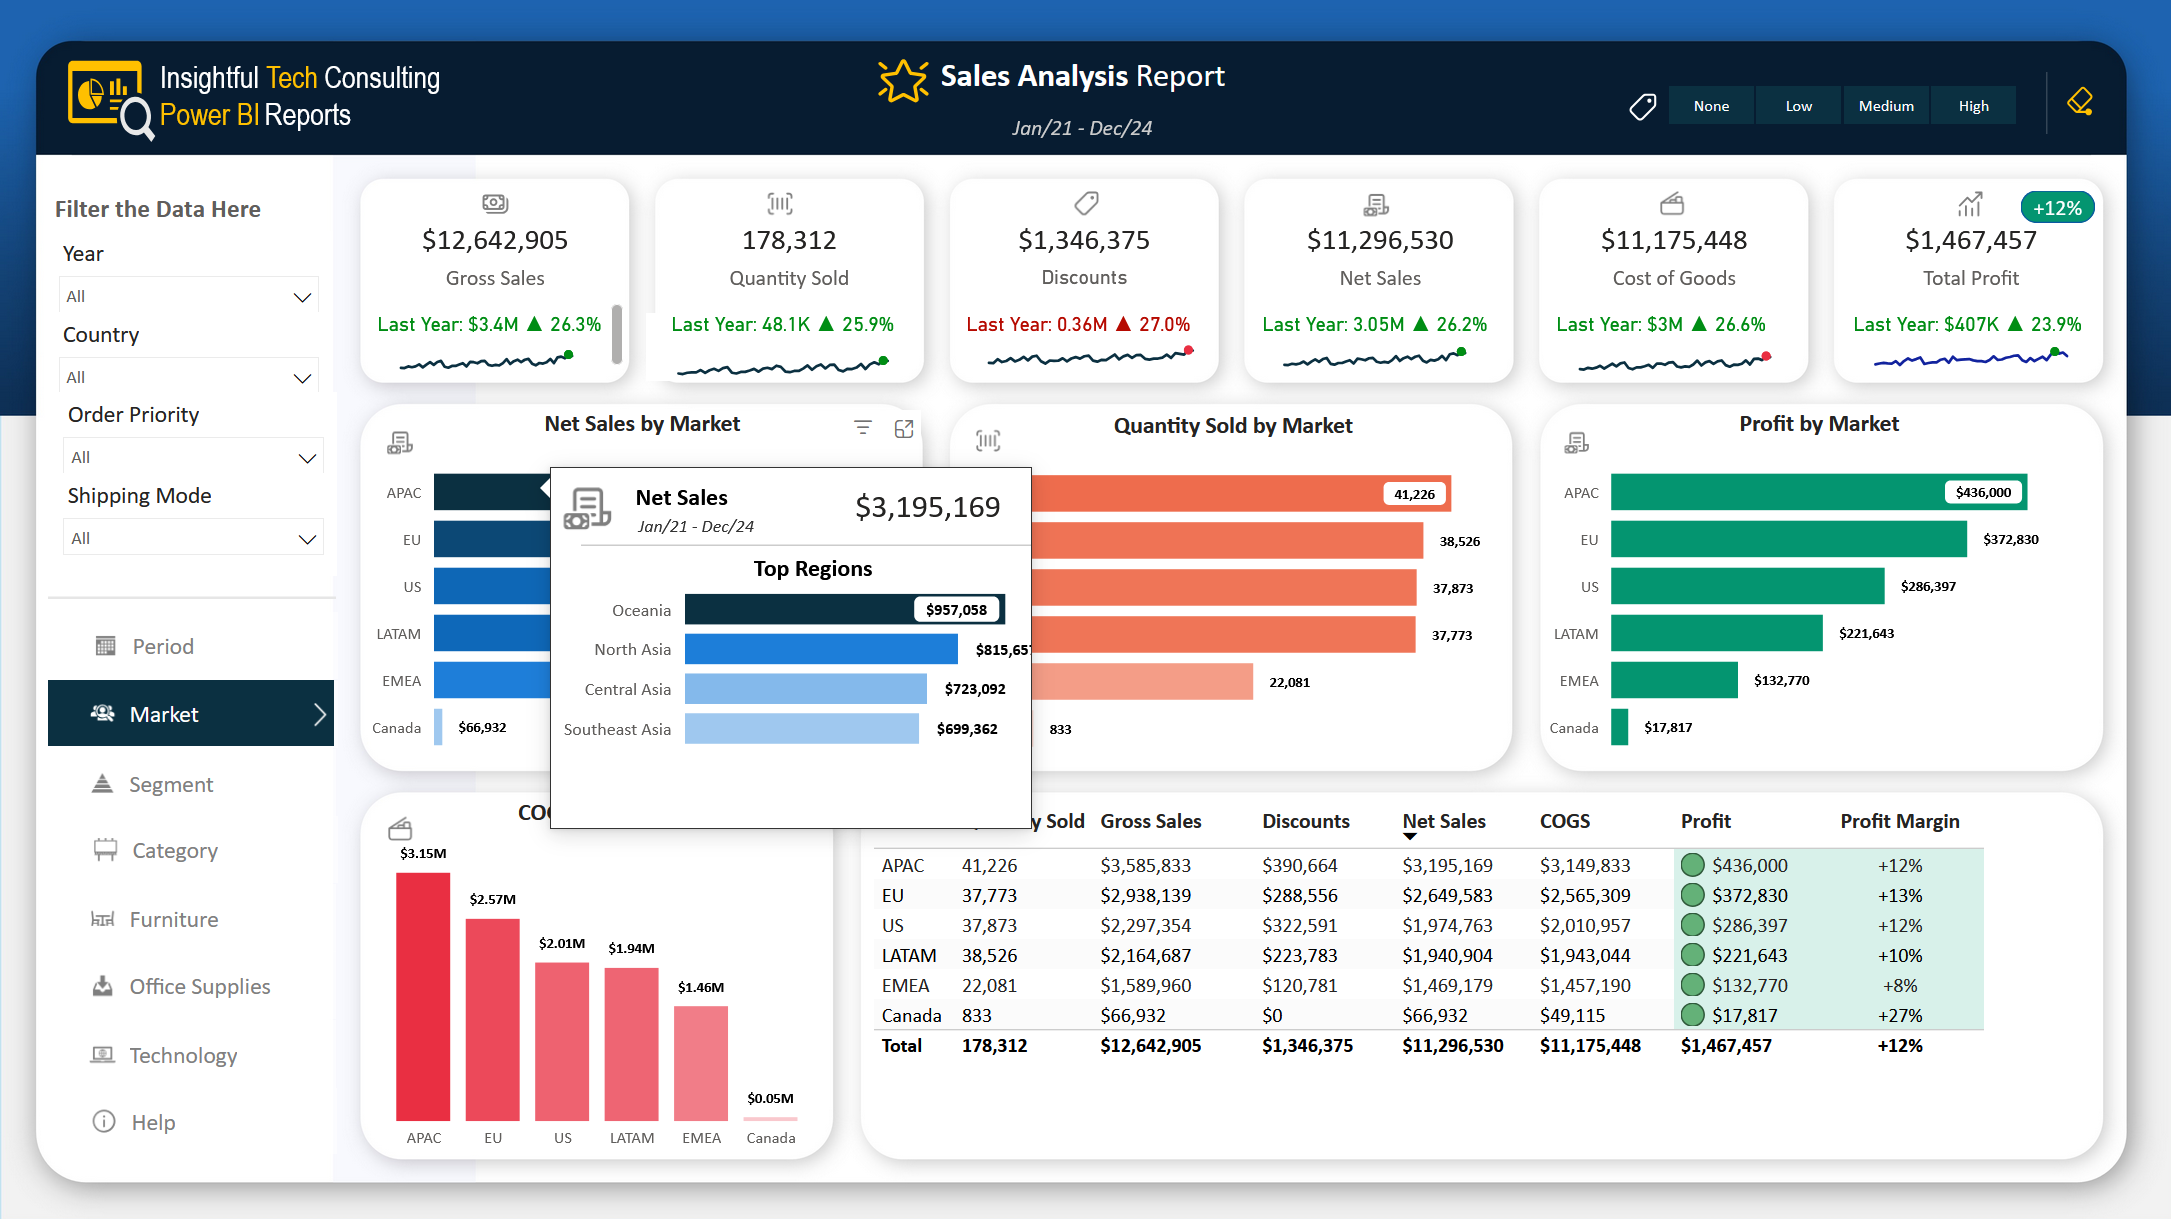 Insightful Tech Consulting
Power BI Reports
Sales Analysis Report
Jan/21 - Dec/24
None Low Medium High
Filter the Data Here
Year
All
Country
All
Order Priority
All
Shipping Mode
All
Period
Market
Segment
Category
Furniture
Office Supplies
Technology
Help
$12,642,905
Gross Sales
Last Year: $3.4M ▲ 26.3%
178,312
Quantity Sold
Last Year: 48.1K ▲ 25.9%
$1,346,375
Discounts
Last Year: 0.36M ▲ 27.0%
$11,296,530
Net Sales
Last Year: 3.05M ▲ 26.2%
$11,175,448
Cost of Goods
Last Year: $3M ▲ 26.6%
+12%
$1,467,457
Total Profit
Last Year: $407K ▲ 23.9%
Net Sales by Market
APAC
EU
US
LATAM
EMEA
Canada $66,932
Net Sales
Jan/21 - Dec/24
$3,195,169
Top Regions
Oceania $957,058
North Asia $815,65
Central Asia $723,092
Southeast Asia $699,362
Quantity Sold by Market
41,226
38,526
37,873
37,773
22,081
833
Profit by Market
APAC $436,000
EU $372,830
US $286,397
LATAM $221,643
EMEA $132,770
Canada $17,817
CO
$3.15M
$2.57M
$2.01M
$1.94M
$1.46M
$0.05M
APAC EU US LATAM EMEA Canada
y Sold Gross Sales Discounts Net Sales COGS Profit Profit Margin
APAC 41,226 $3,585,833 $390,664 $3,195,169 $3,149,833 $436,000 +12%
EU 37,773 $2,938,139 $288,556 $2,649,583 $2,565,309 $372,830 +13%
US 37,873 $2,297,354 $322,591 $1,974,763 $2,010,957 $286,397 +12%
LATAM 38,526 $2,164,687 $223,783 $1,940,904 $1,943,044 $221,643 +10%
EMEA 22,081 $1,589,960 $120,781 $1,469,179 $1,457,190 $132,770 +8%
Canada 833 $66,932 $0 $66,932 $49,115 $17,817 +27%
Total 178,312 $12,642,905 $1,346,375 $11,296,530 $11,175,448 $1,467,457 +12%